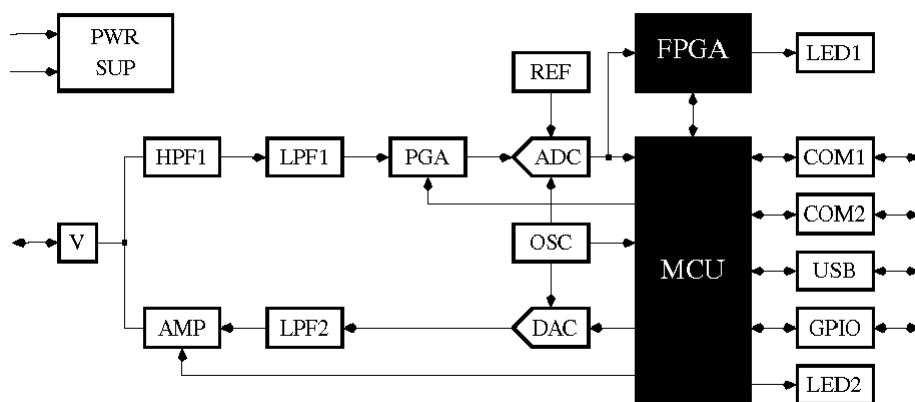 PWR
SUP
FPGA
LED1
REF
HPF1
LPF1
PGA
ADC
COM1
COM2
V
OSC
MCU
USB
AMP
LPF2
DAC
GPIO
LED2